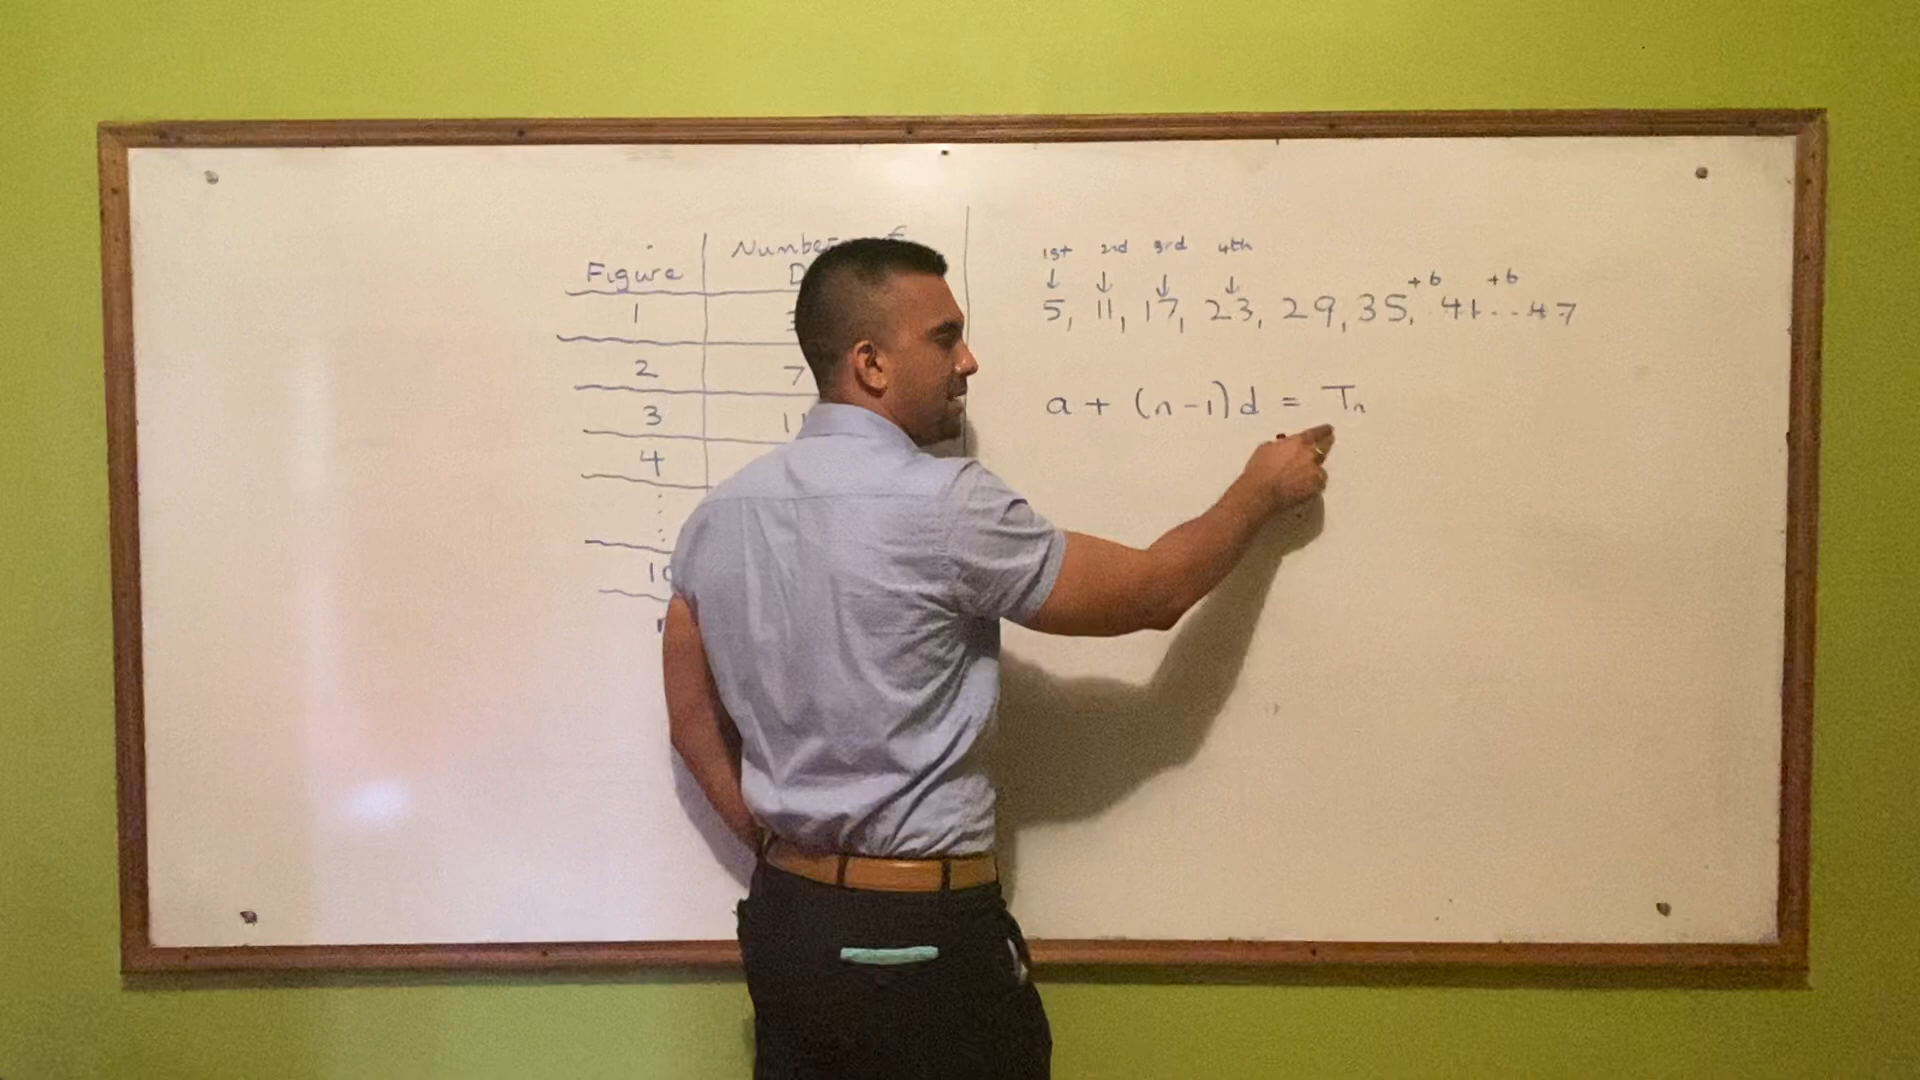 Figure
1
2 7
3
4
1st 2nd 3rd 4th
↓ ↓ ↓ ↓ +6 +6
5, 11, 17, 23, 29, 35, 41...47
a + (n-1)d = Tn